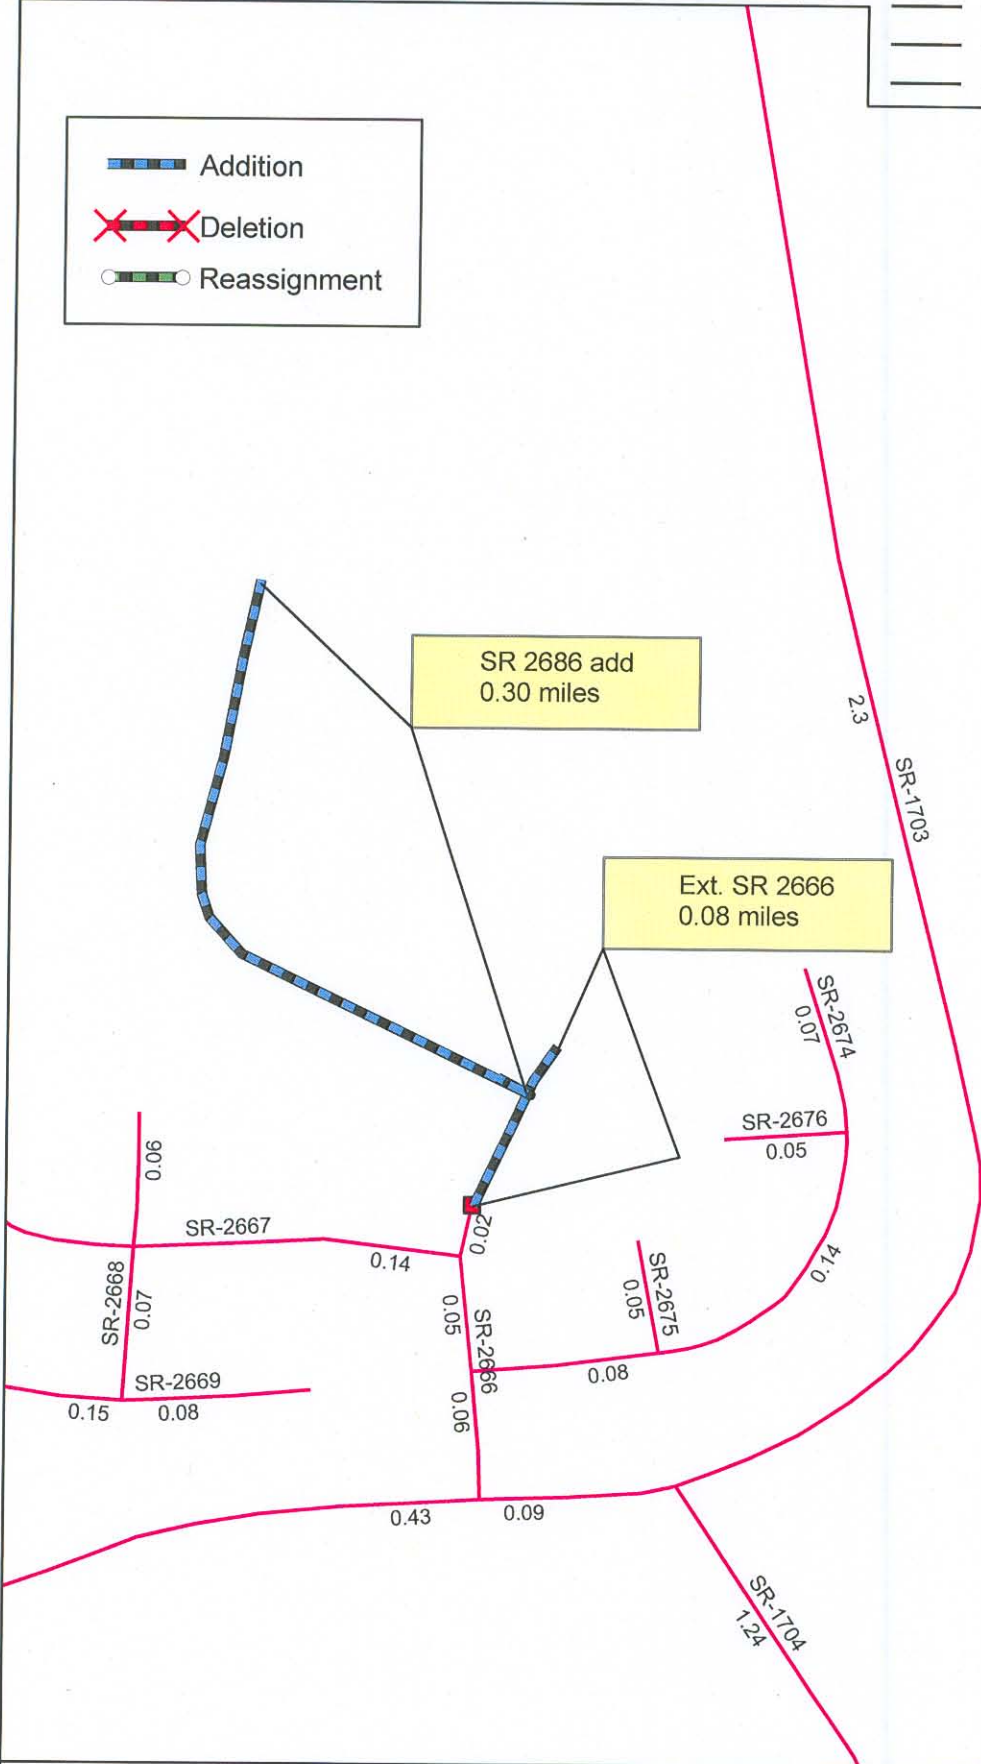 Addition
Deletion
Reassignment
SR 2686 add
0.30 miles
2.3
SR-1703
Ext. SR 2666
0.08 miles
SR-2674
0.07
SR-2676
0.05
0.06
SR-2667
0.14
0.02
SR-2668
0.07
0.05
SR-2666
0.06
SR-2675
0.05
0.14
0.08
SR-2669
0.15
0.08
0.43
0.09
SR-1704
1.24